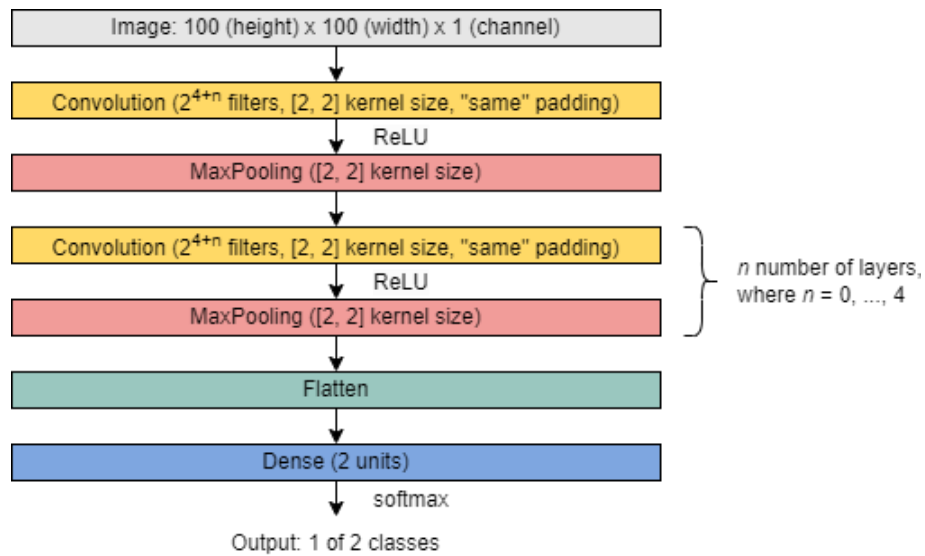 Image: 100 (height) x 100 (width) x 1 (channel)
Convolution (2^4+n filters, [2, 2] kernel size, "same" padding)
ReLU
MaxPooling ([2, 2] kernel size)
Convolution (2^4+n filters, [2, 2] kernel size, "same" padding)
ReLU
MaxPooling ([2, 2] kernel size)
n number of layers,
where n = 0, ..., 4
Flatten
Dense (2 units)
softmax
Output: 1 of 2 classes